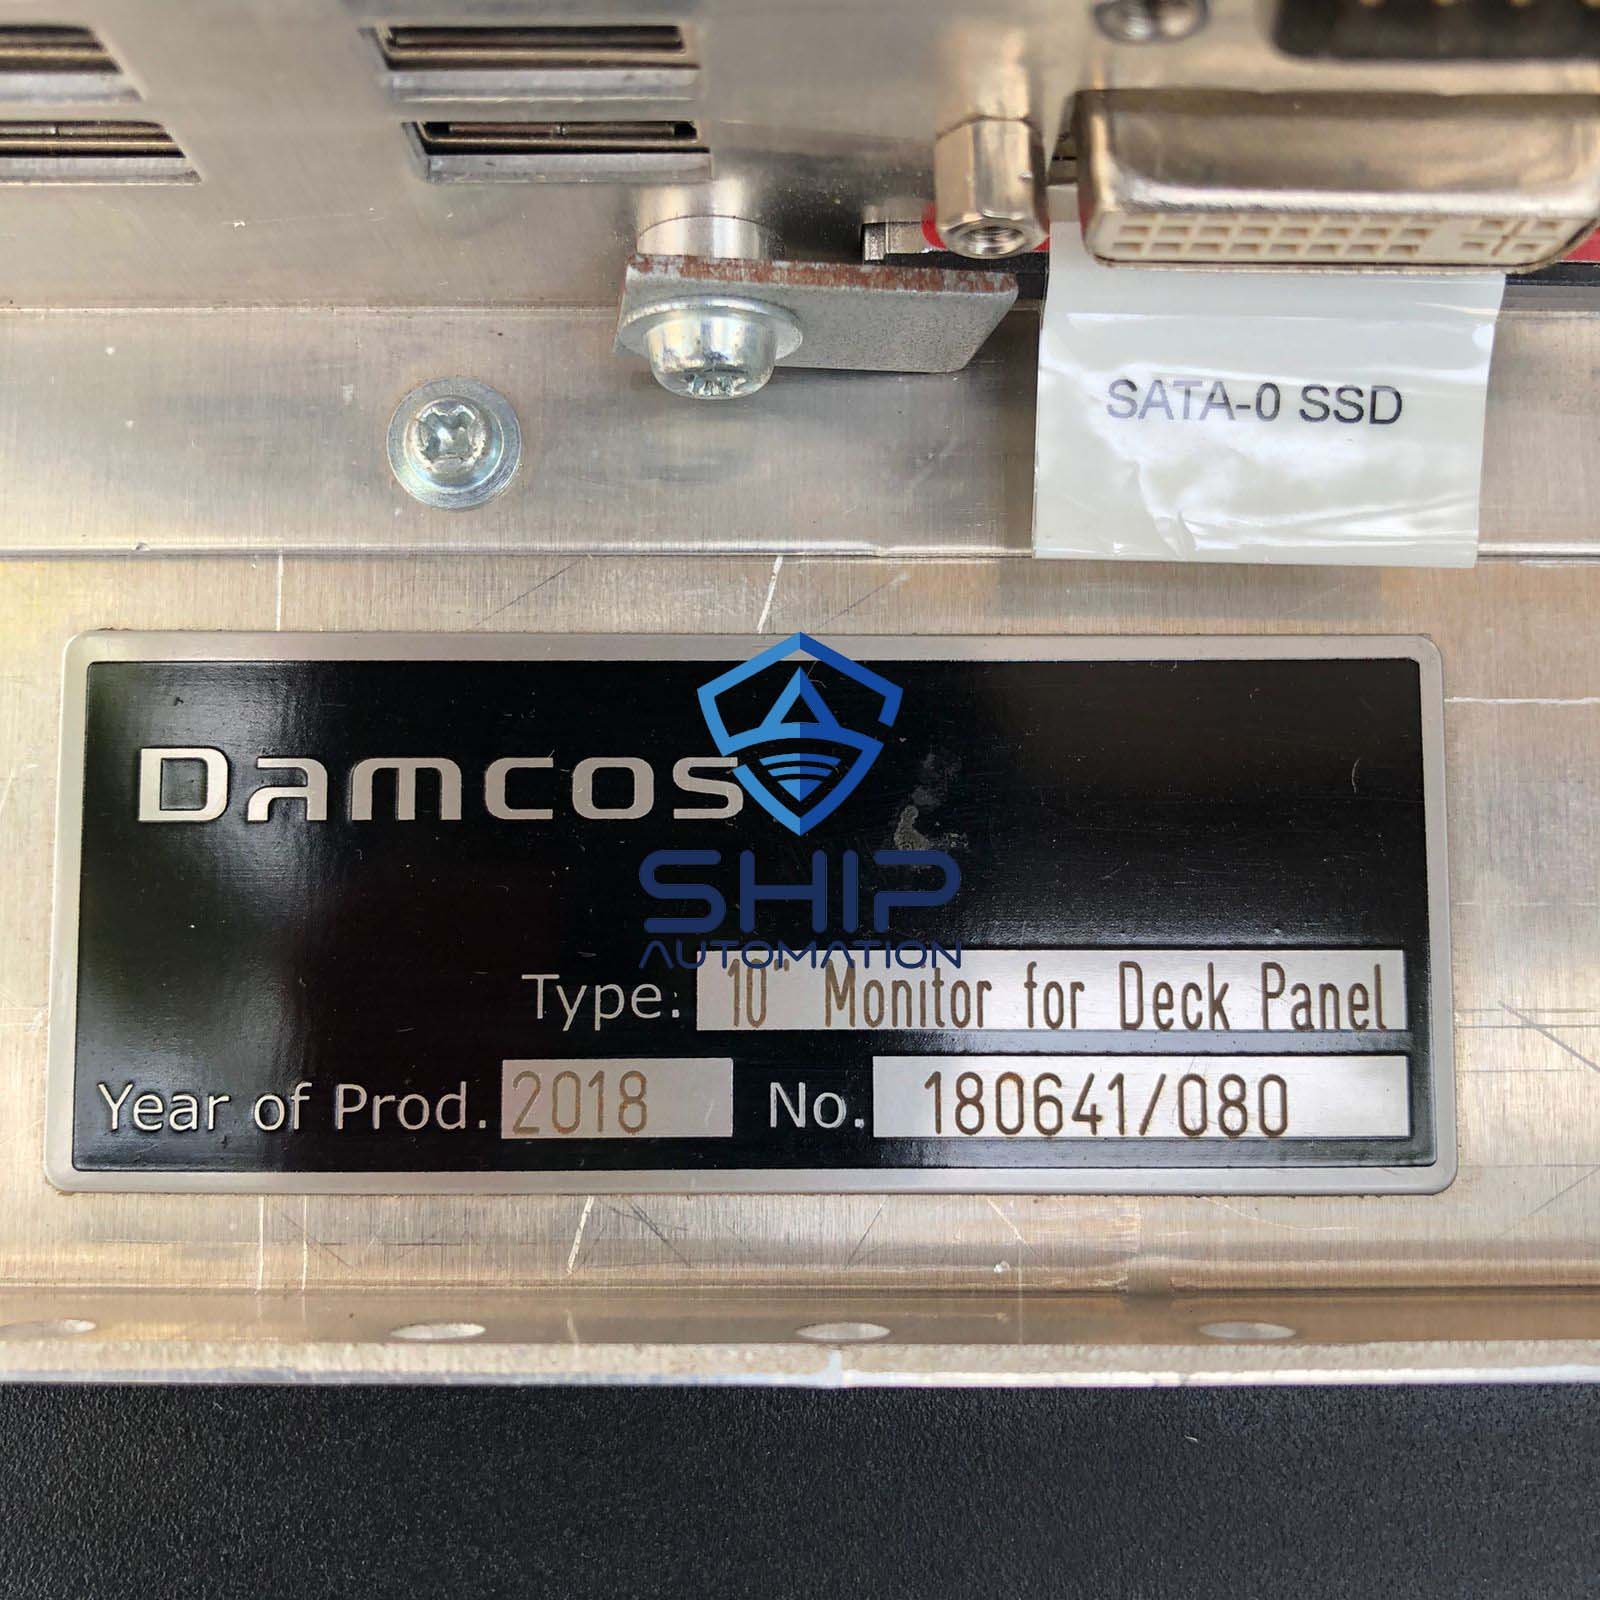 SATA-0 SSD
Damcos
SHIP
AUTOMATION
Type: 10" Monitor for Deck Panel
Year of Prod. 2018 No. 180641/080